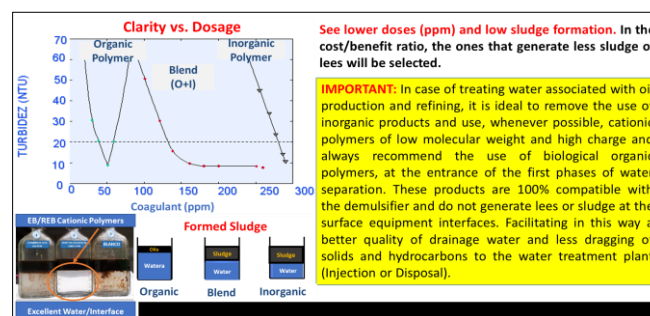 Clarity vs. Dosage
70
60
50
40
30
20
10
0
TURBIDEZ (NTU)
Organic
Polymer
Blend
(O+I)
Inorganic
Polymer
0
50
100
150
200
250
300
Coagulant (ppm)
EB/REB Cationic Polymers
BLANCO
Excellent Water/Interface
Formed Sludge
Water
Organic
Sludge
Water
Blend
Sludge
Water
Inorganic
See lower doses (ppm) and low sludge formation. In the
cost/benefit ratio, the ones that generate less sludge o
lees will be selected.
IMPORTANT: In case of treating water associated with oi
production and refining, it is ideal to remove the use of
inorganic products and use, whenever possible, cationic
polymers of low molecular weight and high charge and
always recommend the use of biological organic
polymers, at the entrance of the first phases of water
separation. These products are 100% compatible with
the demulsifier and do not generate lees or sludge at the
surface equipment interfaces. Facilitating in this way a
better quality of drainage water and less dragging of
solids and hydrocarbons to the water treatment plant
(Injection or Disposal).